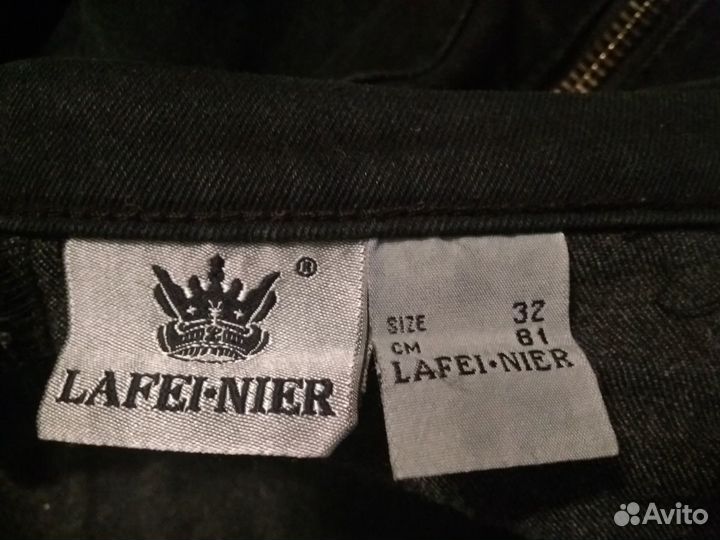 ®
LAFEI·NIER
SIZE 32
CM 81
LAFEI·NIER
Avito